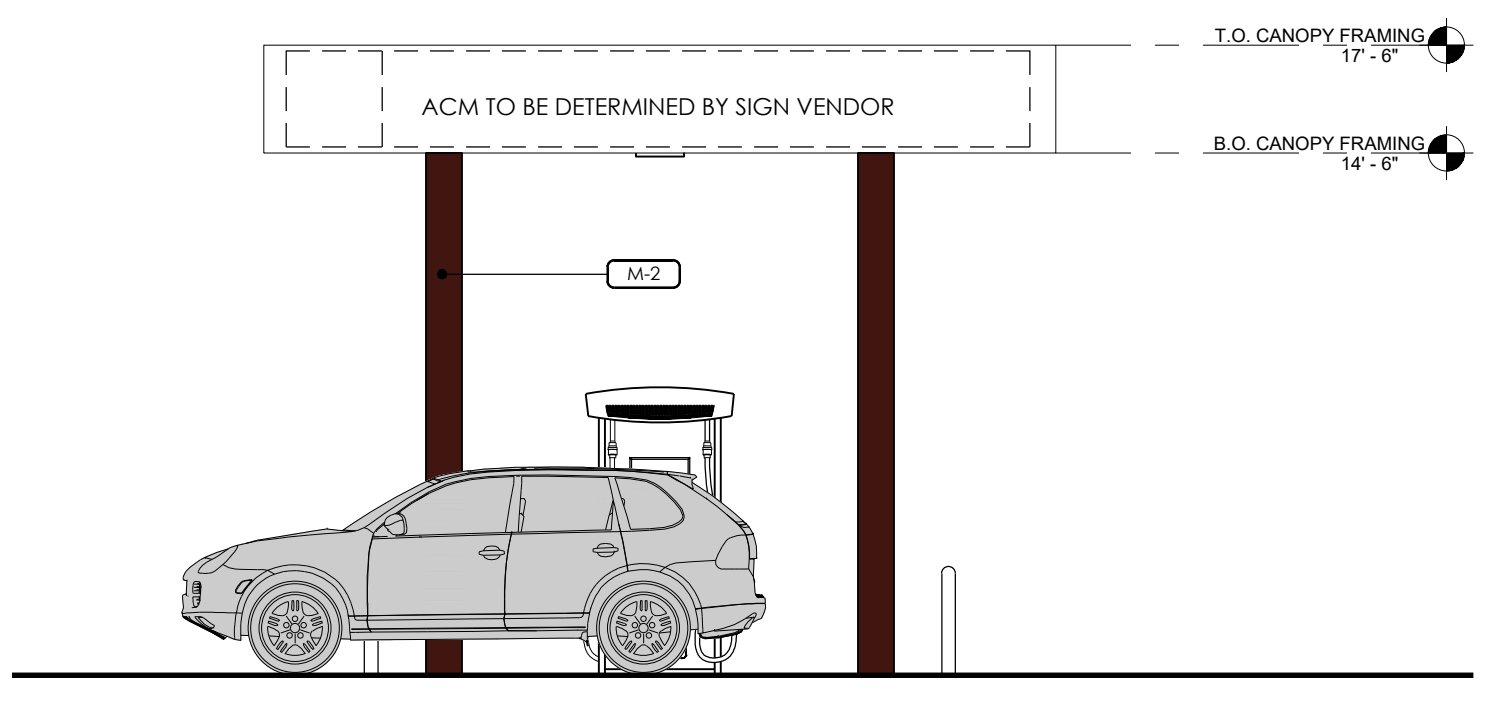 T.O. CANOPY FRAMING
17' - 6"
ACM TO BE DETERMINED BY SIGN VENDOR
B.O. CANOPY FRAMING
14' - 6"
M-2